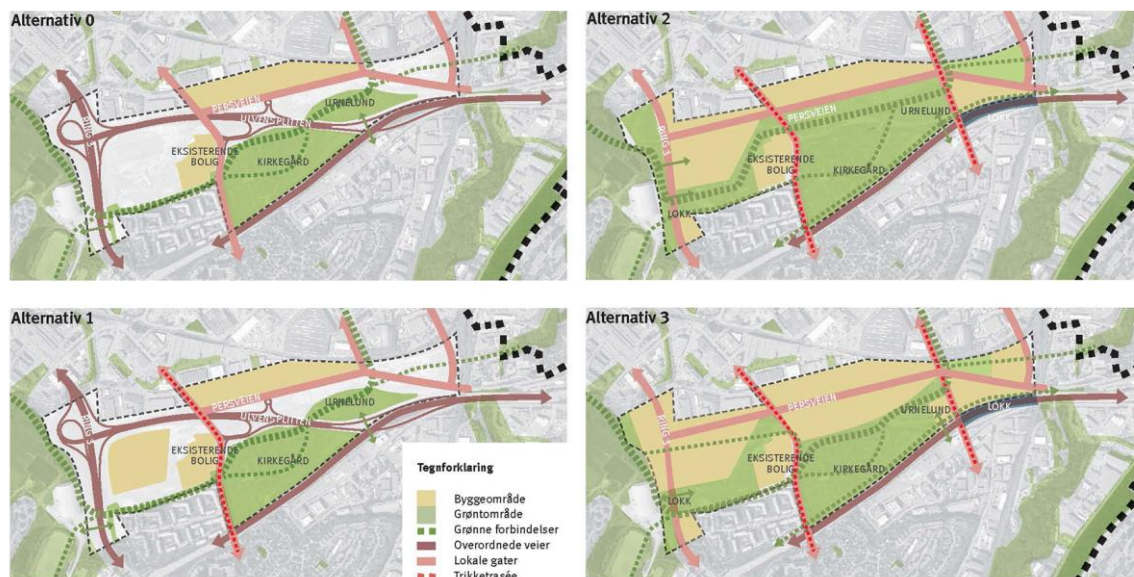 Alternativ 0
RING 3
PERSVEIEN
URNELUND
ULVENSPLITTEN
EKSISTERENDE
BOLIG
KIRKEGÅRD
Alternativ 2
RING 3
PERSVEIEN
URNELUND
LOKK
EKSISTERENDE
BOLIG
KIRKEGÅRD
LOKK
Alternativ 1
RING 3
PERSVEIEN
URNELUND
ULVENSPLITTEN
EKSISTERENDE
BOLIG
KIRKEGÅRD
Tegnforklaring
Byggeområde
Grøntområde
Grønne forbindelser
Overordnede veier
Lokale gater
Trikketrasée
Alternativ 3
RING 3
PERSVEIEN
URNELUND
LOKK
EKSISTERENDE
BOLIG
KIRKEGÅRD
LOKK